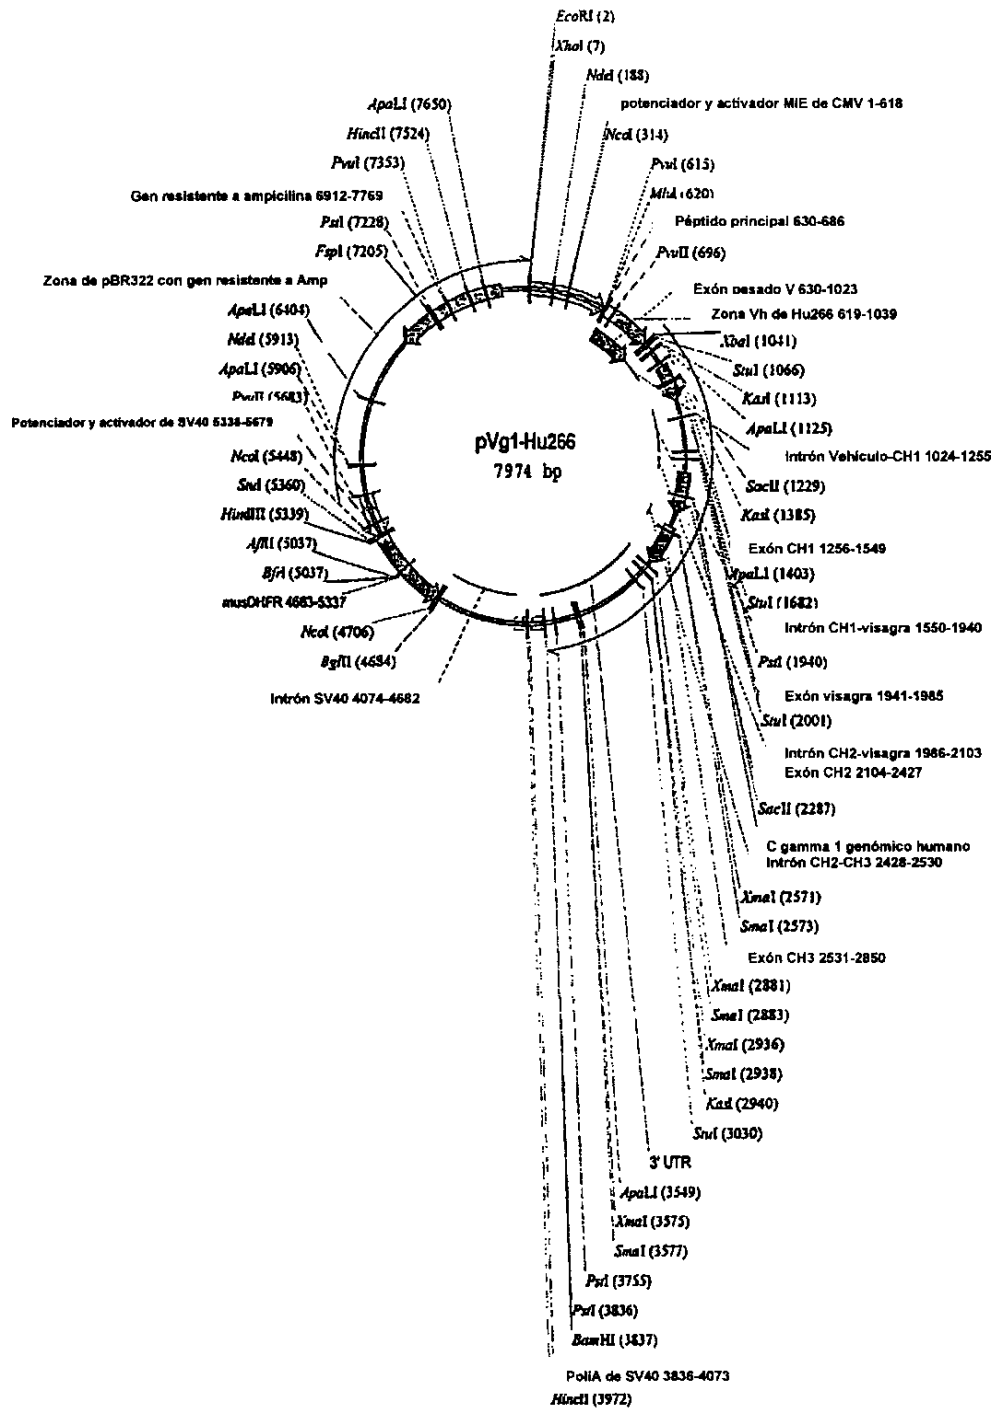 EcoRI (2)
XhoI (7)
NdeI (188)
potenciador y activador MIE de CMV 1-618
NcoI (314)
PvuI (615)
MluI (620)
Péptido principal 630-686
PvuII (696)
Exón pesado V 630-1023
Zona Vh de Hu266 619-1039
XbaI (1041)
StuI (1066)
KasI (1113)
ApaLI (1125)
Intrón Vehículo-CH1 1024-1255
SacII (1229)
KasI (1385)
Exón CH1 1256-1549
ApaLI (1403)
StuI (1682)
Intrón CH1-visagra 1550-1940
PstI (1940)
Exón visagra 1941-1985
StuI (2001)
Intrón CH2-visagra 1986-2103
Exón CH2 2104-2427
SacII (2287)
C gamma 1 genómico humano
Intrón CH2-CH3 2428-2530
XmaI (2571)
SmaI (2573)
Exón CH3 2531-2850
XmaI (2881)
SmaI (2883)
XmaI (2936)
SmaI (2938)
KasI (2940)
StuI (3030)
3' UTR
ApaLI (3549)
XmaI (3575)
SmaI (3577)
PstI (3755)
PstI (3836)
BamHI (3837)
PoliA de SV40 3836-4073
HincII (3972)
Intrón SV40 4074-4682
BglII (4684)
NcoI (4706)
musDHFR 4683-5337
BfrI (5037)
AflII (5037)
HindIII (5339)
SfiI (5360)
NcoI (5448)
Potenciador y activador de SV40 5338-5679
PvuII (5683)
ApaLI (5906)
NdeI (5913)
ApaLI (6404)
Zona de pBR322 con gen resistente a Amp
FspI (7205)
PstI (7228)
Gen resistente a ampicilina 6912-7769
PvuI (7353)
HincII (7524)
ApaLI (7650)
pVg1-Hu266
7974 bp